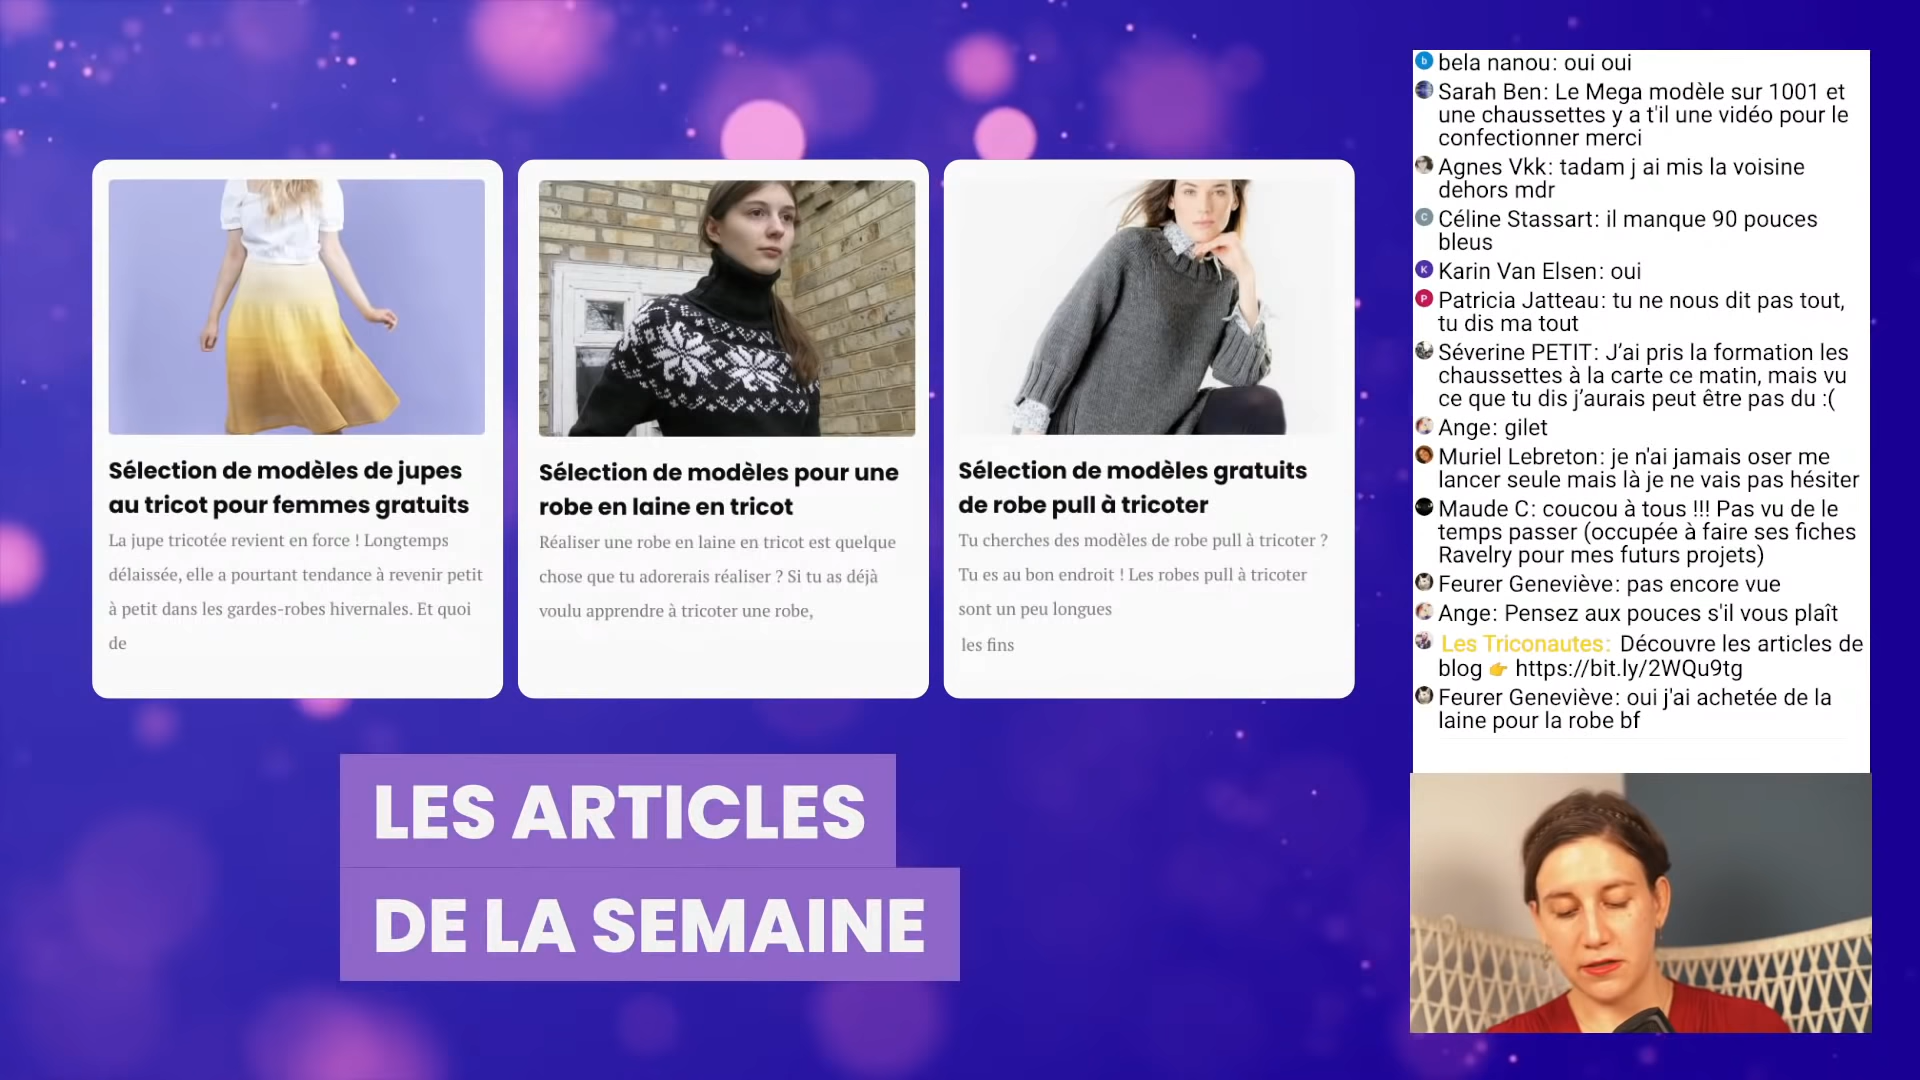 Sélection de modèles de jupes
au tricot pour femmes gratuits
La jupe tricotée revient en force ! Longtemps
délaissée, elle a pourtant tendance à revenir petit
à petit dans les gardes-robes hivernales. Et quoi
de
Sélection de modèles pour une
robe en laine en tricot
Réaliser une robe en laine en tricot est quelque
chose que tu adorerais réaliser ? Si tu as déjà
voulu apprendre à tricoter une robe,
Sélection de modèles gratuits
de robe pull à tricoter
Tu cherches des modèles de robe pull à tricoter ?
Tu es au bon endroit ! Les robes pull à tricoter
sont un peu longues
les fins
LES ARTICLES
DE LA SEMAINE
b bela nanou: oui oui
Sarah Ben: Le Mega modèle sur 1001 et
une chaussettes y a t'il une vidéo pour le
confectionner merci
Agnes Vkk: tadam j ai mis la voisine
dehors mdr
C Céline Stassart: il manque 90 pouces
bleus
K Karin Van Elsen: oui
P Patricia Jatteau: tu ne nous dit pas tout,
tu dis ma tout
Séverine PETIT: J’ai pris la formation les
chaussettes à la carte ce matin, mais vu
ce que tu dis j’aurais peut être pas du :(
Ange: gilet
Muriel Lebreton: je n'ai jamais oser me
lancer seule mais là je ne vais pas hésiter
Maude C: coucou à tous !!! Pas vu de le
temps passer (occupée à faire ses fiches
Ravelry pour mes futurs projets)
Feurer Geneviève: pas encore vue
Ange: Pensez aux pouces s'il vous plaît
Les Triconautes: Découvre les articles de
blog 👉 https://bit.ly/2WQu9tg
Feurer Geneviève: oui j'ai achetée de la
laine pour la robe bf